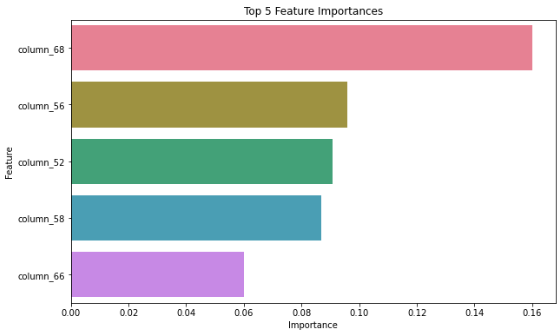 Top 5 Feature Importances
column_68
column_56
column_52
column_58
column_66
Feature
0.00 0.02 0.04 0.06 0.08 0.10 0.12 0.14 0.16
Importance